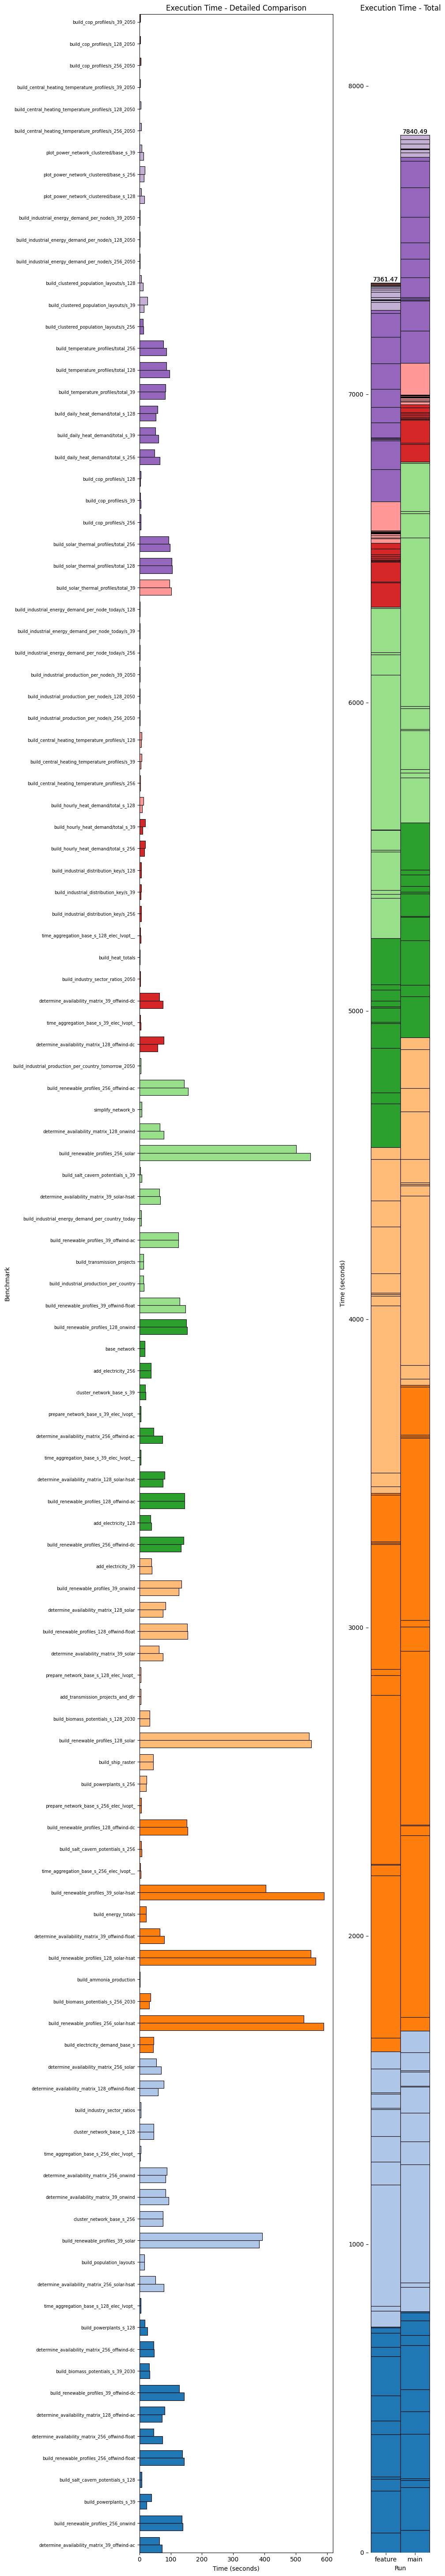 Execution Time - Detailed Comparison
build_cop_profiles/s_39_2050
build_cop_profiles/s_128_2050
build_cop_profiles/s_256_2050
build_central_heating_temperature_profiles/s_39_2050
build_central_heating_temperature_profiles/s_128_2050
build_central_heating_temperature_profiles/s_256_2050
plot_power_network_clustered/base_s_39
plot_power_network_clustered/base_s_256
plot_power_network_clustered/base_s_128
build_industrial_energy_demand_per_node/s_39_2050
build_industrial_energy_demand_per_node/s_128_2050
build_industrial_energy_demand_per_node/s_256_2050
build_clustered_population_layouts/s_128
build_clustered_population_layouts/s_39
build_clustered_population_layouts/s_256
build_temperature_profiles/total_256
build_temperature_profiles/total_128
build_temperature_profiles/total_39
build_daily_heat_demand/total_s_128
build_daily_heat_demand/total_s_39
build_daily_heat_demand/total_s_256
build_cop_profiles/s_128
build_cop_profiles/s_39
build_cop_profiles/s_256
build_solar_thermal_profiles/total_256
build_solar_thermal_profiles/total_128
build_solar_thermal_profiles/total_39
build_industrial_energy_demand_per_node_today/s_128
build_industrial_energy_demand_per_node_today/s_39
build_industrial_energy_demand_per_node_today/s_256
build_industrial_production_per_node/s_39_2050
build_industrial_production_per_node/s_128_2050
build_industrial_production_per_node/s_256_2050
build_central_heating_temperature_profiles/s_128
build_central_heating_temperature_profiles/s_39
build_central_heating_temperature_profiles/s_256
build_hourly_heat_demand/total_s_128
build_hourly_heat_demand/total_s_39
build_hourly_heat_demand/total_s_256
build_industrial_distribution_key/s_128
build_industrial_distribution_key/s_39
build_industrial_distribution_key/s_256
time_aggregation_base_s_128_elec_lvopt__
build_heat_totals
build_industry_sector_ratios_2050
determine_availability_matrix_39_offwind-dc
time_aggregation_base_s_39_elec_lvopt_-
determine_availability_matrix_128_offwind-dc
build_industrial_production_per_country_tomorrow_2050
build_renewable_profiles_256_offwind-ac
simplify_network_b
determine_availability_matrix_128_onwind
build_renewable_profiles_256_solar
build_salt_cavern_potentials_s_39
determine_availability_matrix_39_solar-hsat
build_industrial_energy_demand_per_country_today
build_renewable_profiles_39_offwind-ac
build_transmission_projects
build_industrial_production_per_country
build_renewable_profiles_39_offwind-float
build_renewable_profiles_128_onwind
base_network
add_electricity_256
cluster_network_base_s_39
prepare_network_base_s_39_elec_lvopt_-
determine_availability_matrix_256_offwind-ac
time_aggregation_base_s_39_elec_lvopt__
determine_availability_matrix_128_solar-hsat
build_renewable_profiles_128_offwind-ac
add_electricity_128
build_renewable_profiles_256_offwind-dc
add_electricity_39
build_renewable_profiles_39_onwind
determine_availability_matrix_128_solar
build_renewable_profiles_128_offwind-float
determine_availability_matrix_39_solar
prepare_network_base_s_128_elec_lvopt_-
add_transmission_projects_and_dlr
build_biomass_potentials_s_128_2030
build_renewable_profiles_128_solar
build_ship_raster
build_powerplants_s_256
prepare_network_base_s_256_elec_lvopt_-
build_renewable_profiles_128_offwind-dc
build_salt_cavern_potentials_s_256
time_aggregation_base_s_256_elec_lvopt__
build_renewable_profiles_39_solar-hsat
build_energy_totals
determine_availability_matrix_39_offwind-float
build_renewable_profiles_128_solar-hsat
build_ammonia_production
build_biomass_potentials_s_256_2030
build_renewable_profiles_256_solar-hsat
build_electricity_demand_base_s
determine_availability_matrix_256_solar
determine_availability_matrix_128_offwind-float
build_industry_sector_ratios
cluster_network_base_s_128
time_aggregation_base_s_256_elec_lvopt_-
determine_availability_matrix_256_onwind
determine_availability_matrix_39_onwind
cluster_network_base_s_256
build_renewable_profiles_39_solar
build_population_layouts
determine_availability_matrix_256_solar-hsat
time_aggregation_base_s_128_elec_lvopt_-
build_powerplants_s_128
determine_availability_matrix_256_offwind-dc
build_biomass_potentials_s_39_2030
build_renewable_profiles_39_offwind-dc
determine_availability_matrix_128_offwind-ac
determine_availability_matrix_256_offwind-float
build_renewable_profiles_256_offwind-float
build_salt_cavern_potentials_s_128
build_powerplants_s_39
build_renewable_profiles_256_onwind
determine_availability_matrix_39_offwind-ac
Benchmark
0 100 200 300 400 500 600
Time (seconds)
Execution Time - Total
7840.49
7361.47
8000
7000
6000
5000
4000
3000
2000
1000
0
Time (seconds)
feature main
Run